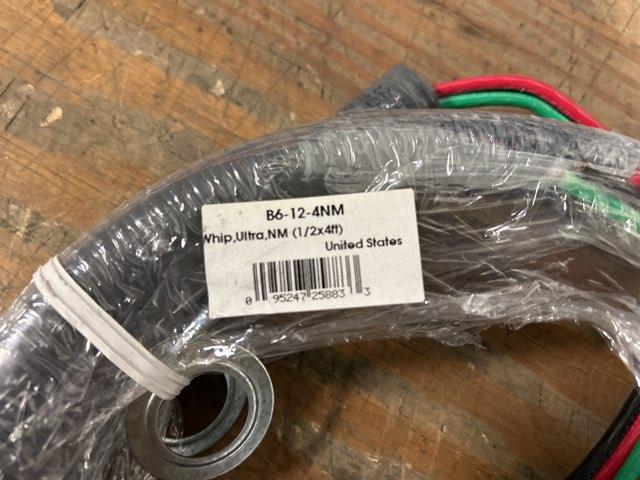 B6-12-4NM
Whip,Ultra,NM (1/2x4ft)
United States
0 95247 25883 3